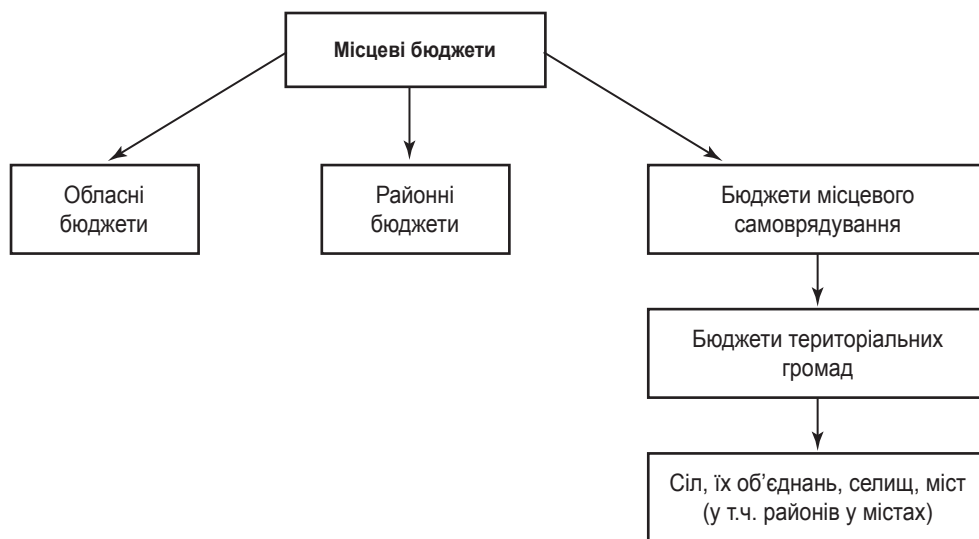 Місцеві бюджети
Обласні
бюджети
Районні
бюджети
Бюджети місцевого
самоврядування
Бюджети територіальних
громад
Сіл, їх об’єднань, селищ, міст
(у т.ч. районів у містах)